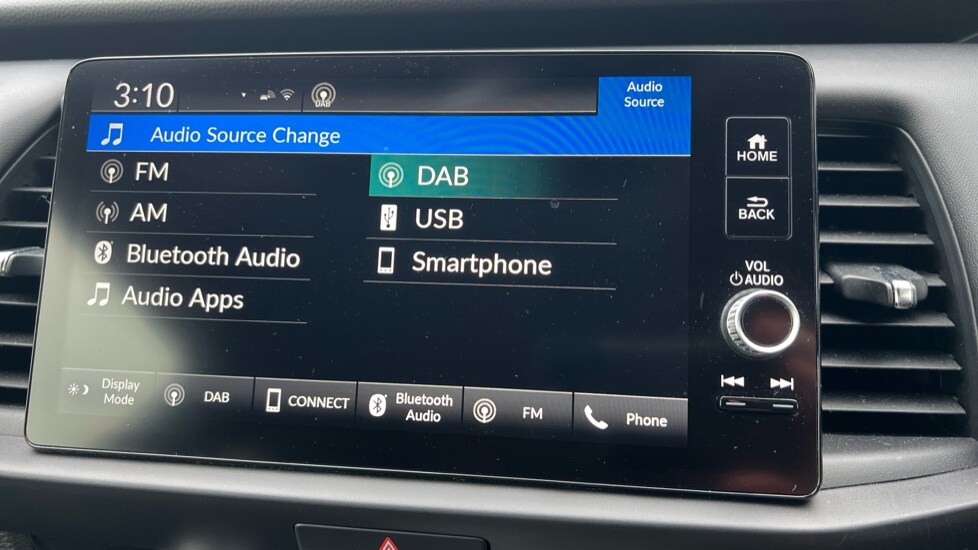 3:10
DAB
Audio
Source
Audio Source Change
FM
DAB
AM
USB
Bluetooth Audio
Smartphone
Audio Apps
Display
Mode
DAB
CONNECT
Bluetooth
Audio
FM
Phone
HOME
BACK
VOL
AUDIO